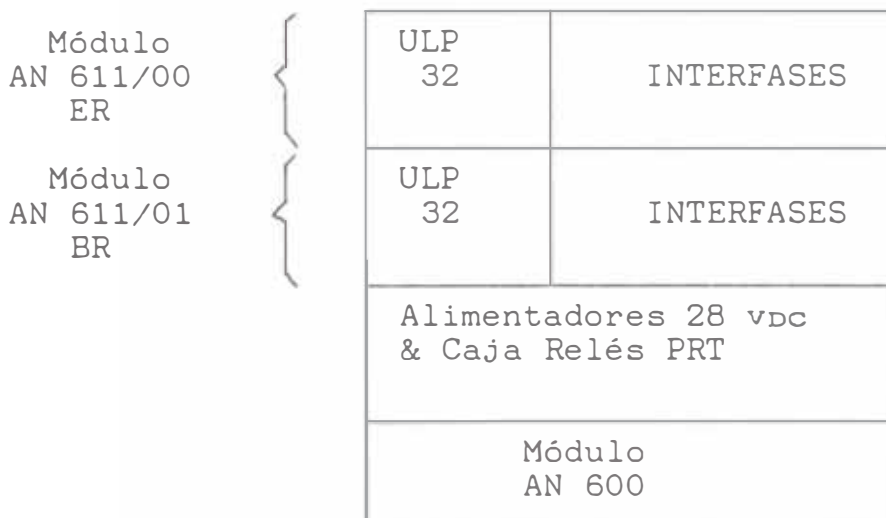 Módulo
AN 611/00
ER
ULP
32
INTERFASES
Módulo
AN 611/01
BR
ULP
32
INTERFASES
Alimentadores 28 VDC
& Caja Relés PRT
Módulo
AN 600